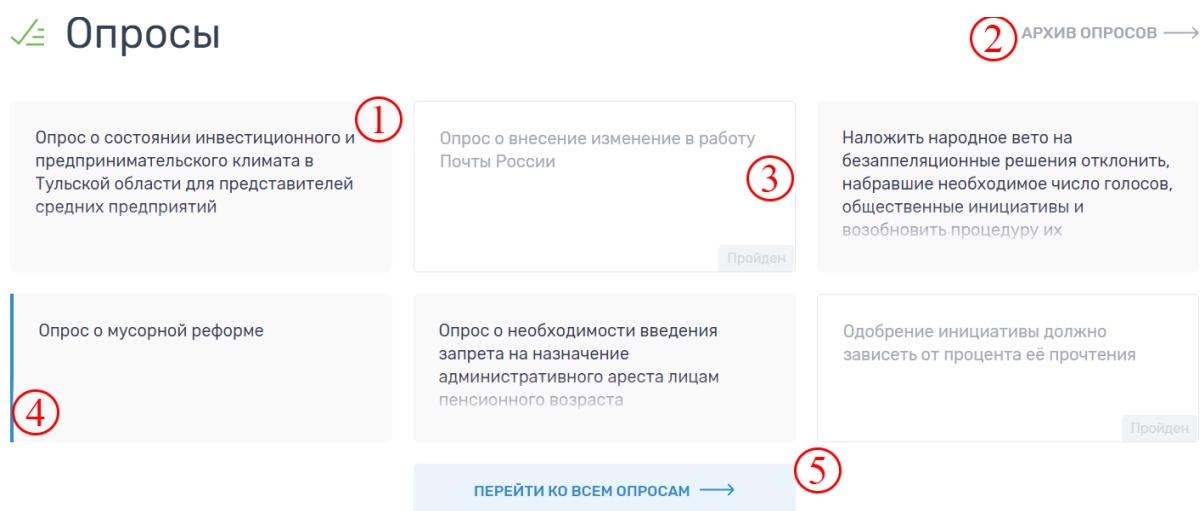 Опросы
2 АРХИВ ОПРОСОВ
1
Опрос о состоянии инвестиционного и
предпринимательского климата в
Тульской области для представителей
средних предприятий
Опрос о внесение изменение в работу
Почты России
3
Пройден
Наложить народное вето на
безаппеляционные решения отклонить,
набравшие необходимое число голосов,
общественные инициативы и
возобновить процедуру их
Опрос о мусорной реформе
4
Опрос о необходимости введения
запрета на назначение
административного ареста лицам
пенсионного возраста
Одобрение инициативы должно
зависеть от процента её прочтения
Пройден
ПЕРЕЙТИ КО ВСЕМ ОПРОСАМ
5